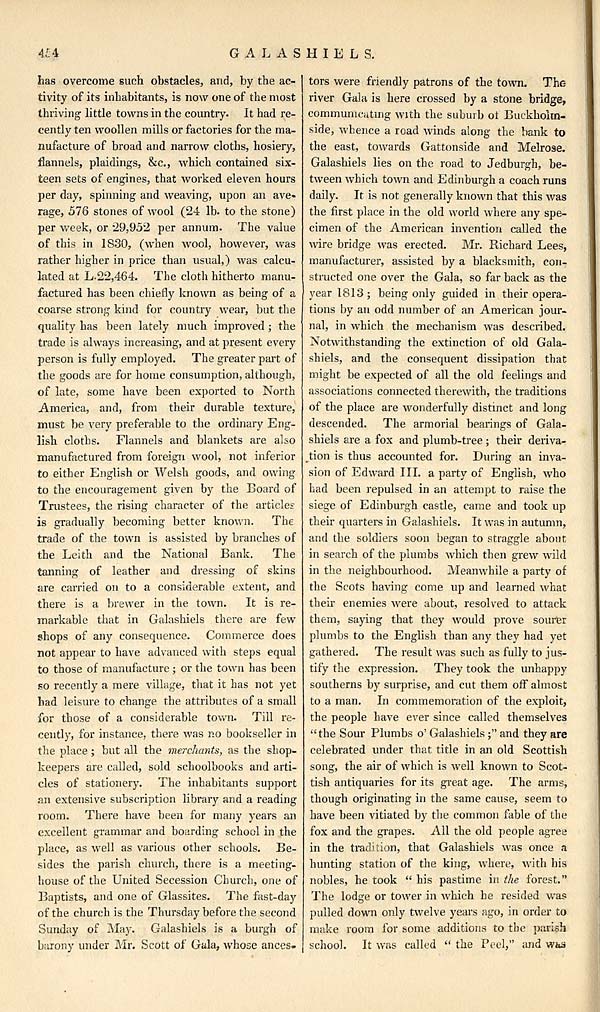 454
GALASHIELS.
has overcome such obstacles, and, by the ac-
tivity of its inhabitants, is now one of the most
thriving little towns in the country. It had re-
cently ten woollen mills or factories for the ma-
nufacture of broad and narrow cloths, hosiery,
flannels, plaidings, &c., which contained six-
teen sets of engines, that worked eleven hours
per day, spinning and weaving, upon an ave-
rage, 576 stones of wool (24 lb. to the stone)
per week, or 29,952 per annum. The value
of this in 1830, (when wool, however, was
rather higher in price than usual,) was calcu-
lated at L.22,464. The cloth hitherto manu-
factured has been chiefly known as being of a
coarse strong kind for country wear, but the
quality has been lately much improved; the
trade is always increasing, and at present every
person is fully employed. The greater part of
the goods are for home consumption, although,
of late, some have been exported to North
America, and, from their durable texture,
must be very preferable to the ordinary Eng-
lish cloths. Flannels and blankets are also
manufactured from foreign wool, not inferior
to either English or Welsh goods, and owing
to the encouragement given by the Board of
Trustees, the rising character of the articles
is gradually becoming better known. The
trade of the town is assisted by branches of
the Leith and the National Bank. The
tanning of leather and dressing of skins
are carried on to a considerable extent, and
there is a brewer in the town. It is re-
markable that in Galashiels there are few
shops of any consequence. Commerce does
not appear to have advanced with steps equal
to those of manufacture; or the town has been
so recently a mere village, that it has not yet
had leisure to change the attributes of a small
for those of a considerable town. Till re-
cently, for instance, there was no bookseller in
the place; but all the merchants, as the shop-
keepers are called, sold schoolbooks and arti-
cles of stationery. The inhabitants support
an extensive subscription library and a reading
room. There have been for many years an
excellent grammar and boarding school in the
place, as well as various other schools. Be-
sides the parish church, there is a meeting-
house of the United Secession Church, one of
Baptists, and one of Glassites. The fast-day
of the church is the Thursday before the second
Sunday of May. Galashiels is a burgh of
barony under Mr. Scott of Gala, whose ances-
tors were friendly patrons of the town. The
river Gala is here crossed by a stone bridge,
communicating with the suburb of Buckholm-
side, whence a road winds along the bank to
the east, towards Gattonside and Melrose.
Galashiels lies on the road to Jedburgh, be-
tween which town and Edinburgh a coach runs
daily. It is not generally known that this was
the first place in the old world where any spe-
cimen of the American invention called the
wire bridge was erected. Mr. Richard Lees,
manufacturer, assisted by a blacksmith, con-
structed one over the Gala, so far back as the
year 1813; being only guided in their opera-
tions by an odd number of an American jour-
nal, in which the mechanism was described.
Notwithstanding the extinction of old Gala-
shiels, and the consequent dissipation that
might be expected of all the old feelings and
associations connected therewith, the traditions
of the place are wonderfully distinct and long
descended. The armorial bearings of Gala-
shiels are a fox and plumb-tree; their deriva-
tion is thus accounted for. During an inva-
sion of Edward III. a party of English, who
had been repulsed in an attempt to raise the
siege of Edinburgh castle, came and took up
their quarters in Galashiels. It was in autumn,
and the soldiers soon began to straggle about
in search of the plumbs which then grew wild
in the neighbourhood. Meanwhile a party of
the Scots having come up and learned what
their enemies were about, resolved to attack
them, saying that they would prove sourer
plumbs to the English than any they had yet
gathered. The result was such as fully to jus-
tify the expression. They took the unhappy
southerns by surprise, and cut them off almost
to a man. In commemoration of the exploit,
the people have ever since called themselves
"the Sour Plumbs o' Galashiels;" and they are
celebrated under that title in an old Scottish
song, the air of which is well known to Scot-
tish antiquaries for its great age. The arms,
though originating in the same cause, seem to
have been vitiated by the common fable of the
fox and the grapes. All the old people agree
in the tradition, that Galashiels was once a
hunting station of the king, where, with his
nobles, he took " his pastime in the forest."
The lodge or tower in which he resided was
pulled down only twelve years ago, in order to
make room for some additions to the parish
school. It was called " the Peel," and was